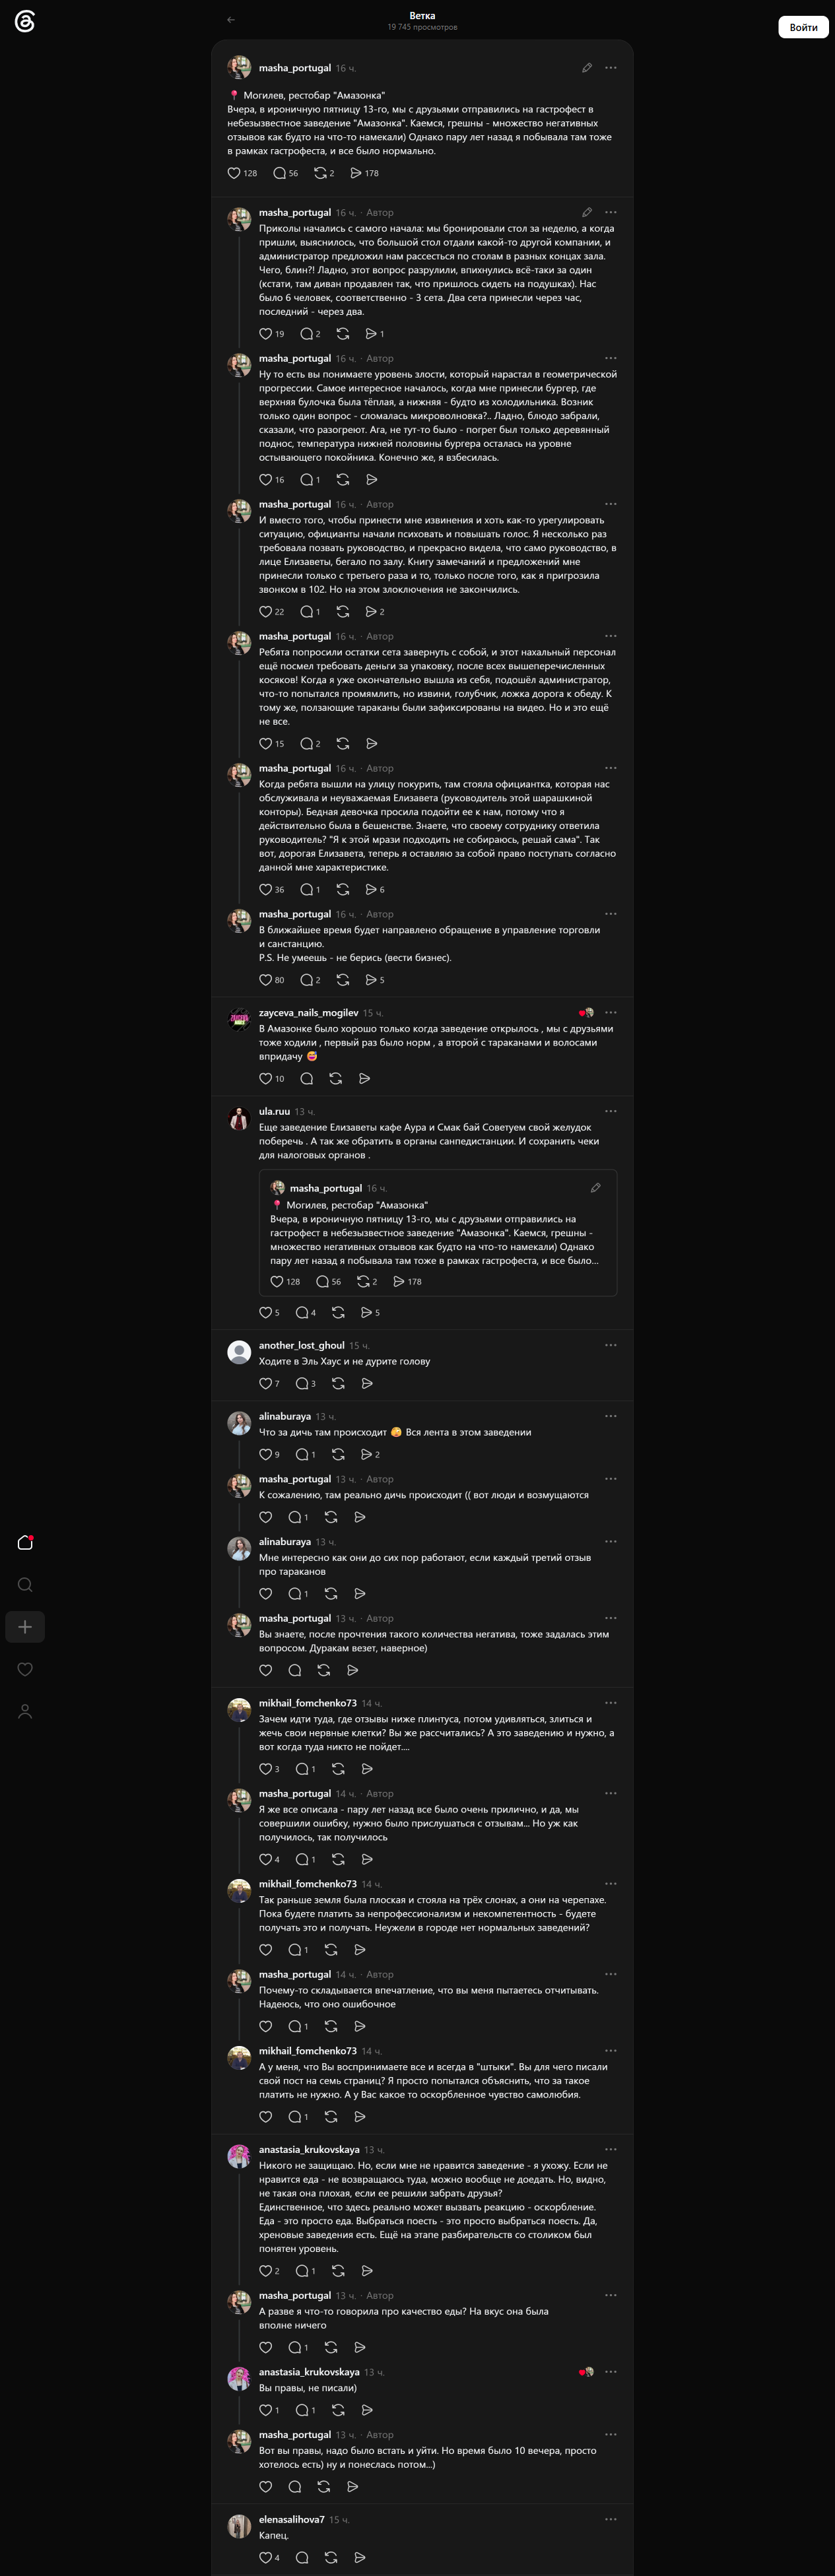 Ветка
19 745 просмотров
Войти
masha_portugal 16 ч.
📍 Могилев, рестобар "Амазонка"
Вчера, в ироничную пятницу 13-го, мы с друзьями отправились на гастрофест в
небезызвестное заведение "Амазонка". Каемся, грешны - множество негативных
отзывов как будто на что-то намекали) Однако пару лет назад я побывала там тоже
в рамках гастрофеста, и все было нормально.
128 56 2 178
masha_portugal 16 ч. · Автор
Приколы начались с самого начала: мы бронировали стол за неделю, а когда
пришли, выяснилось, что большой стол отдали какой-то другой компании, и
администратор предложил нам рассесться по столам в разных концах зала.
Чего, блин?! Ладно, этот вопрос разрулили, впихнулись всё-таки за один
(кстати, там диван продавлен так, что пришлось сидеть на подушках). Нас
было 6 человек, соответственно - 3 сета. Два сета принесли через час,
последний - через два.
19 2 1
masha_portugal 16 ч. · Автор
Ну то есть вы понимаете уровень злости, который нарастал в геометрической
прогрессии. Самое интересное началось, когда мне принесли бургер, где
верхняя булочка была тёплая, а нижняя - будто из холодильника. Возник
только один вопрос - сломалась микроволновка?.. Ладно, блюдо забрали,
сказали, что разогреют. Ага, не тут-то было - погрет был только деревянный
поднос, температура нижней половины бургера осталась на уровне
остывающего покойника. Конечно же, я взбесилась.
16 1
masha_portugal 16 ч. · Автор
И вместо того, чтобы принести мне извинения и хоть как-то урегулировать
ситуацию, официанты начали психовать и повышать голос. Я несколько раз
требовала позвать руководство, и прекрасно видела, что само руководство, в
лице Елизаветы, бегало по залу. Книгу замечаний и предложений мне
принесли только с третьего раза и то, только после того, как я пригрозила
звонком в 102. Но на этом злоключения не закончились.
22 1 2
masha_portugal 16 ч. · Автор
Ребята попросили остатки сета завернуть с собой, и этот нахальный персонал
ещё посмел требовать деньги за упаковку, после всех вышеперечисленных
косяков! Когда я уже окончательно вышла из себя, подошёл администратор,
что-то попытался промямлить, но извини, голубчик, ложка дорога к обеду. К
тому же, ползающие тараканы были зафиксированы на видео. Но и это ещё
не все.
15 2
masha_portugal 16 ч. · Автор
Когда ребята вышли на улицу покурить, там стояла официантка, которая нас
обслуживала и неуважаемая Елизавета (руководитель этой шарашкиной
конторы). Бедная девочка просила подойти ее к нам, потому что я
действительно была в бешенстве. Знаете, что своему сотруднику ответила
руководитель? "Я к этой мрази подходить не собираюсь, решай сама". Так
вот, дорогая Елизавета, теперь я оставляю за собой право поступать согласно
данной мне характеристике.
36 1 6
masha_portugal 16 ч. · Автор
В ближайшее время будет направлено обращение в управление торговли
и санстанцию.
P.S. Не умеешь - не берись (вести бизнес).
80 2 5
zayceva_nails_mogilev 15 ч.
В Амазонке было хорошо только когда заведение открылось , мы с друзьями
тоже ходили , первый раз было норм , а второй с тараканами и волосами
впридачу 😅
10
ula.ruu 13 ч.
Еще заведение Елизаветы кафе Аура и Смак бай Советуем свой желудок
поберечь . А так же обратить в органы санпедистанции. И сохранить чеки
для налоговых органов .
masha_portugal 16 ч.
📍 Могилев, рестобар "Амазонка"
Вчера, в ироничную пятницу 13-го, мы с друзьями отправились на
гастрофест в небезызвестное заведение "Амазонка". Каемся, грешны -
множество негативных отзывов как будто на что-то намекали) Однако
пару лет назад я побывала там тоже в рамках гастрофеста, и все было...
128 56 2 178
5 4 5
another_lost_ghoul 15 ч.
Ходите в Эль Хаус и не дурите голову
7 3
alinaburaya 13 ч.
Что за дичь там происходит 🫣 Вся лента в этом заведении
9 1 2
masha_portugal 13 ч. · Автор
К сожалению, там реально дичь происходит (( вот люди и возмущаются
1
alinaburaya 13 ч.
Мне интересно как они до сих пор работают, если каждый третий отзыв
про тараканов
1
masha_portugal 13 ч. · Автор
Вы знаете, после прочтения такого количества негатива, тоже задалась этим
вопросом. Дуракам везет, наверное)
mikhail_fomchenko73 14 ч.
Зачем идти туда, где отзывы ниже плинтуса, потом удивляться, злиться и
жечь свои нервные клетки? Вы же рассчитались? А это заведению и нужно, а
вот когда туда никто не пойдет....
3 1
masha_portugal 14 ч. · Автор
Я же все описала - пару лет назад все было очень прилично, и да, мы
совершили ошибку, нужно было прислушаться с отзывам... Но уж как
получилось, так получилось
4 1
mikhail_fomchenko73 14 ч.
Так раньше земля была плоская и стояла на трёх слонах, а они на черепахе.
Пока будете платить за непрофессионализм и некомпетентность - будете
получать это и получать. Неужели в городе нет нормальных заведений?
1
masha_portugal 14 ч. · Автор
Почему-то складывается впечатление, что вы меня пытаетесь отчитывать.
Надеюсь, что оно ошибочное
1
mikhail_fomchenko73 14 ч.
А у меня, что Вы воспринимаете все и всегда в "штыки". Вы для чего писали
свой пост на семь страниц? Я просто попытался объяснить, что за такое
платить не нужно. А у Вас какое то оскорбленное чувство самолюбия.
1
anastasia_krukovskaya 13 ч.
Никого не защищаю. Но, если мне не нравится заведение - я ухожу. Если не
нравится еда - не возвращаюсь туда, можно вообще не доедать. Но, видно,
не такая она плохая, если ее решили забрать друзья?
Единственное, что здесь реально может вызвать реакцию - оскорбление.
Еда - это просто еда. Выбраться поесть - это просто выбраться поесть. Да,
хреновые заведения есть. Ещё на этапе разбирательств со столиком был
понятен уровень.
2 1
masha_portugal 13 ч. · Автор
А разве я что-то говорила про качество еды? На вкус она была
вполне ничего
1
anastasia_krukovskaya 13 ч.
Вы правы, не писали)
1 1
masha_portugal 13 ч. · Автор
Вот вы правы, надо было встать и уйти. Но время было 10 вечера, просто
хотелось есть) ну и понеслась потом...)
elenasalihova7 15 ч.
Капец.
4